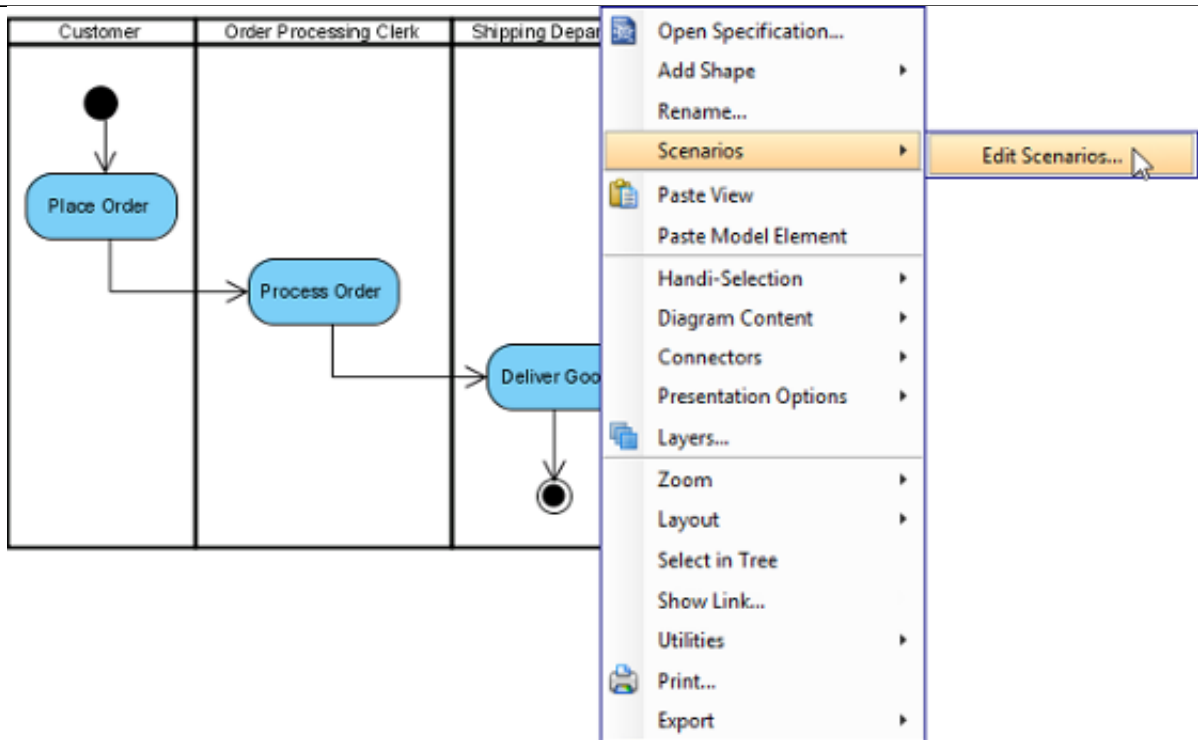 Customer
Order Processing Clerk
Shipping Depar
Place Order
Process Order
Deliver Goo
Open Specification...
Add Shape
Rename...
Scenarios
Edit Scenarios...
Paste View
Paste Model Element
Handi-Selection
Diagram Content
Connectors
Presentation Options
Layers...
Zoom
Layout
Select in Tree
Show Link...
Utilities
Print...
Export